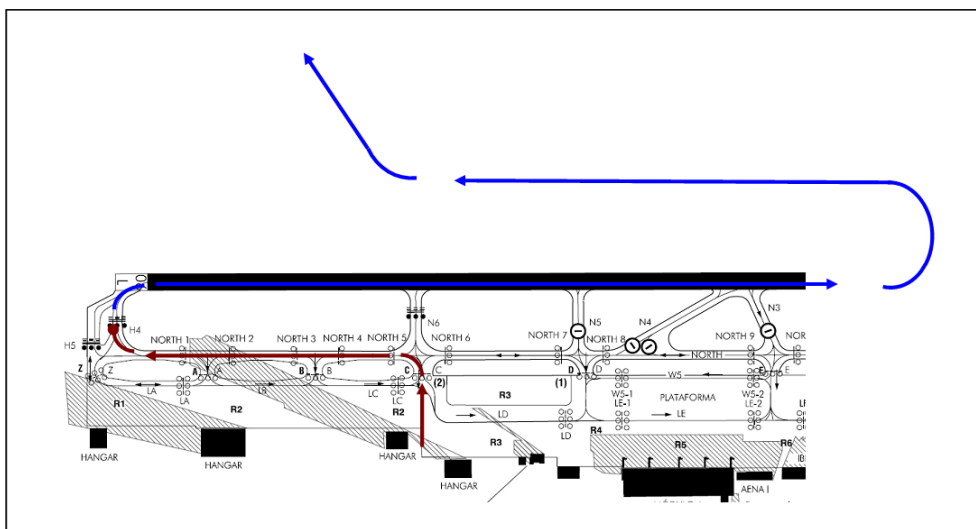 10
N3
N6
N5
N4
H4
H5
NORTH 1
NORTH 2
NORTH 3
NORTH 4
NORTH 5
NORTH 6
NORTH 7
NORTH 8
NORTH 9
NOR
NORTH
Z
Z
A
A
B
B
C
C
(2)
(1)
D
D
W5
E
E
LA
LA
LB
LC
LC
R3
W5-1
LE-1
PLATAFORMA
W5-2
LE-2
LE
R1
R2
R2
LD
LD
R4
R3
R5
R6
IB
HANGAR
HANGAR
HANGAR
HANGAR
AENA I